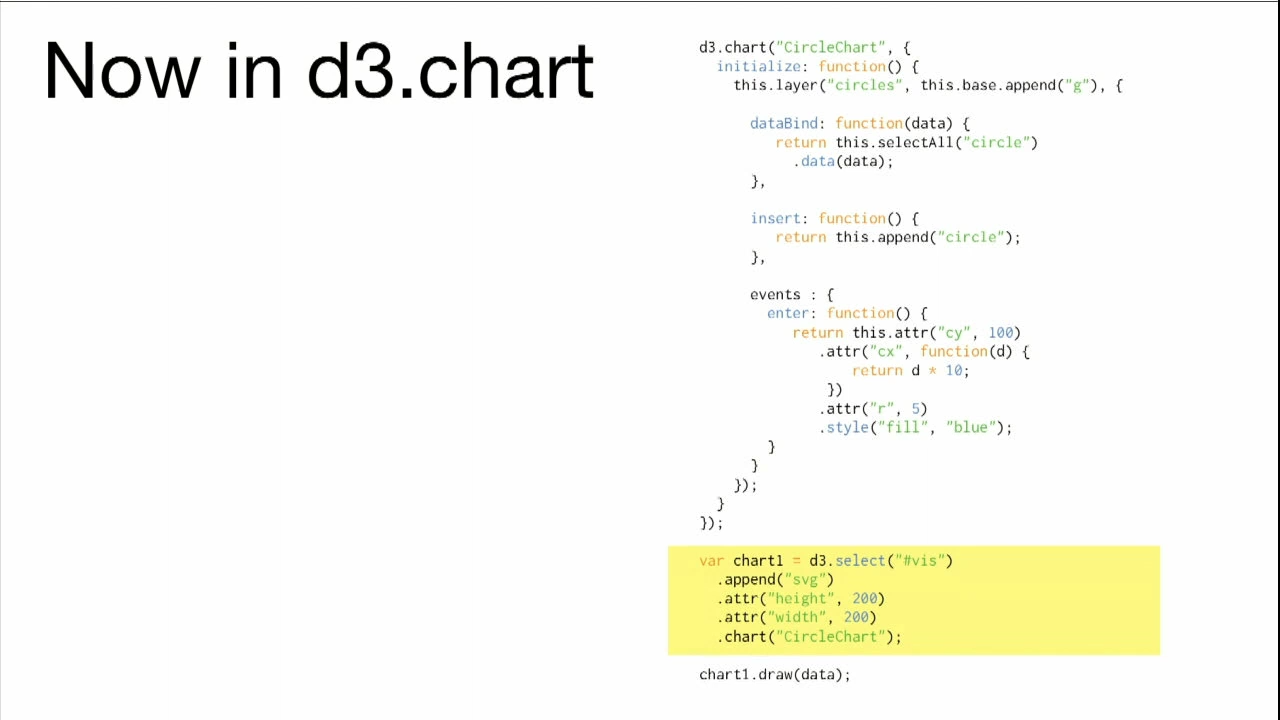 Now in d3.chart
d3.chart("CircleChart", {
initialize: function() {
this.layer("circles", this.base.append("g"), {
dataBind: function(data) {
return this.selectAll("circle")
.data(data);
},
insert: function() {
return this.append("circle");
},
events : {
enter: function() {
return this.attr("cy", 100)
.attr("cx", function(d) {
return d * 10;
})
.attr("r", 5)
.style("fill", "blue");
}
}
});
}
});
var chart1 = d3.select("#vis")
.append("svg")
.attr("height", 200)
.attr("width", 200)
.chart("CircleChart");
chart1.draw(data);